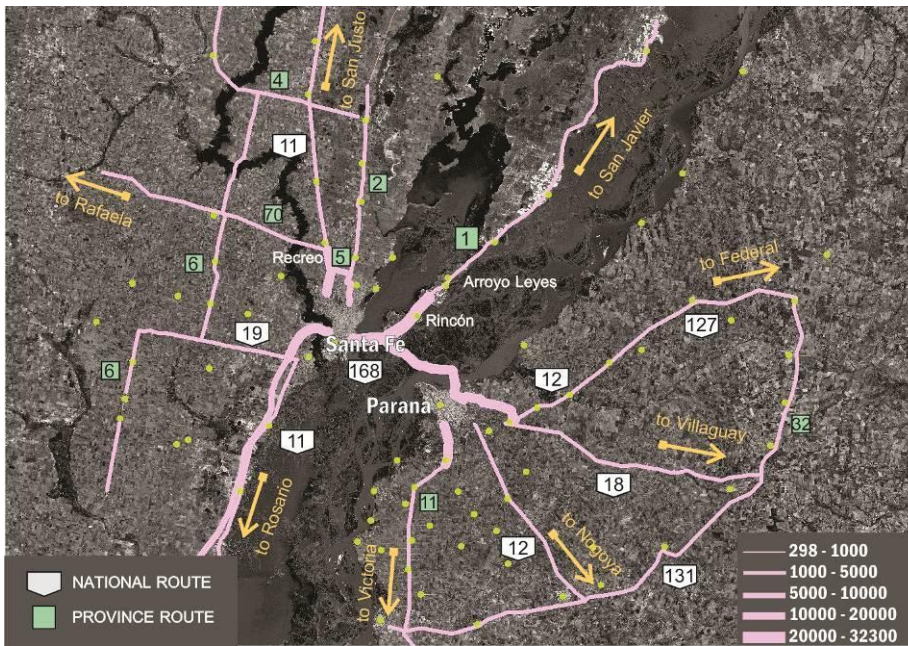 to San Justo
4
11
to San Javier
to Rafaela
2
70
1
Recreo
5
6
to Federal
Arroyo Leyes
Rincón
127
19
Santa Fe
168
12
6
Paraná
to Villaguay
32
11
18
to Rosario
11
12
to Nogoya
to Victoria
131
NATIONAL ROUTE
PROVINCE ROUTE
298 - 1000
1000 - 5000
5000 - 10000
10000 - 20000
20000 - 32300